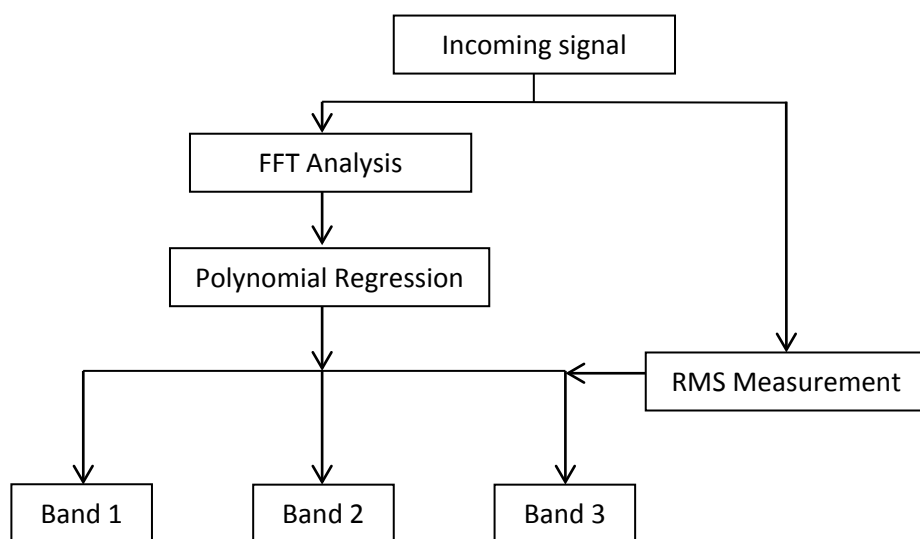 Incoming signal
FFT Analysis
Polynomial Regression
RMS Measurement
Band 1
Band 2
Band 3